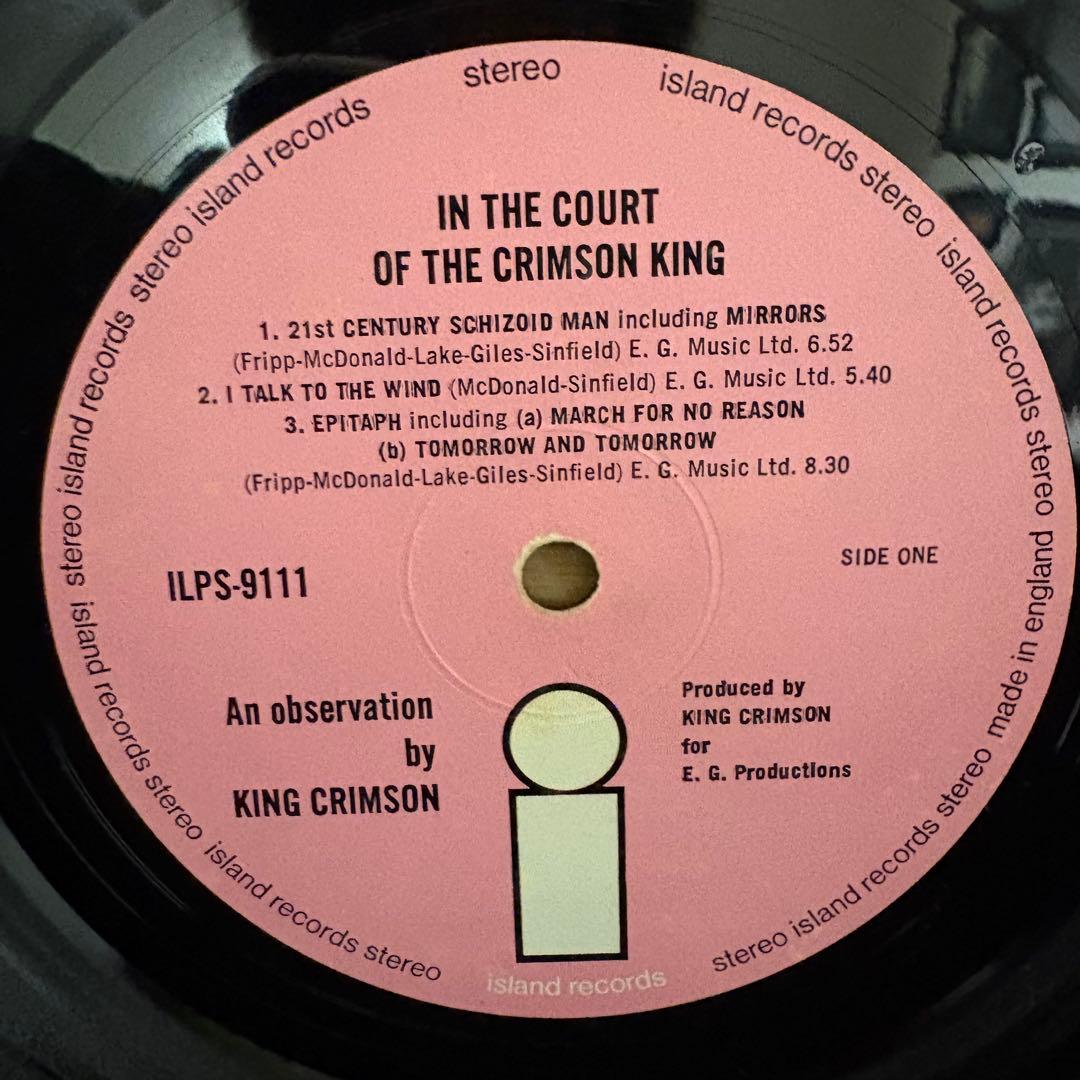 stereo
island records stereo island records stereo made in england
IN THE COURT
OF THE CRIMSON KING
1. 21st CENTURY SCHIZOID MAN including MIRRORS
(Fripp-McDonald-Lake-Giles-Sinfield) E. G. Music Ltd. 6.52
2. I TALK TO THE WIND (McDonald-Sinfield) E. G. Music Ltd. 5.40
3. EPITAPH including (a) MARCH FOR NO REASON
(b) TOMORROW AND TOMORROW
(Fripp-McDonald-Lake-Giles-Sinfield) E. G. Music Ltd. 8.30
SIDE ONE
ILPS-9111
An observation
by
KING CRIMSON
Produced by
KING CRIMSON
for
E. G. Productions
stereo island records stereo
island records
island records stereo island records stereo
stereo island records stereo island records